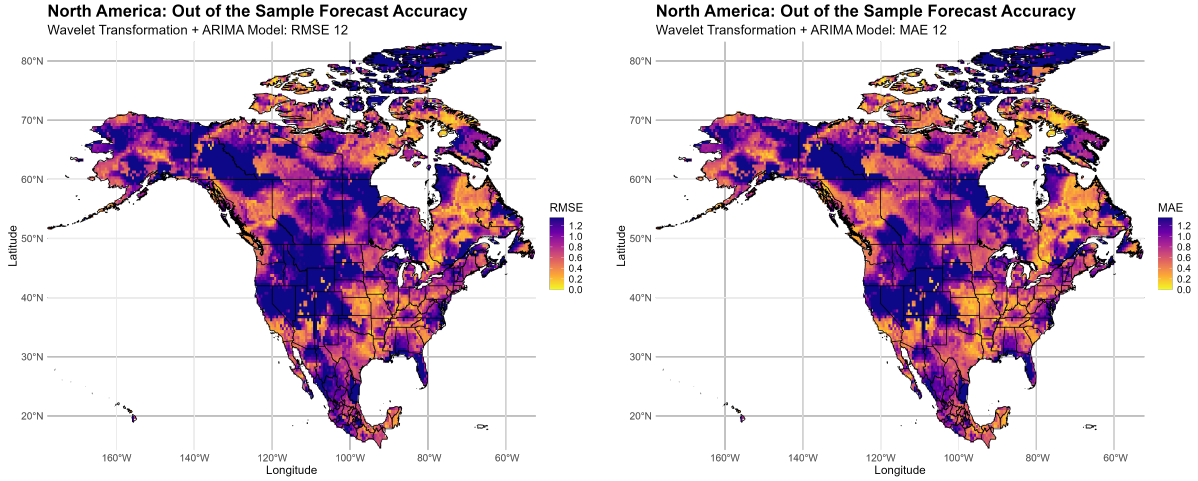 North America: Out of the Sample Forecast Accuracy
Wavelet Transformation + ARIMA Model: RMSE 12
80°N
70°N
60°N
50°N
40°N
30°N
20°N
Latitude
160°W
140°W
120°W
100°W
80°W
60°W
Longitude
RMSE
1.2
1.0
0.8
0.6
0.4
0.2
0.0
North America: Out of the Sample Forecast Accuracy
Wavelet Transformation + ARIMA Model: MAE 12
80°N
70°N
60°N
50°N
40°N
30°N
20°N
Latitude
160°W
140°W
120°W
100°W
80°W
60°W
Longitude
MAE
1.2
1.0
0.8
0.6
0.4
0.2
0.0